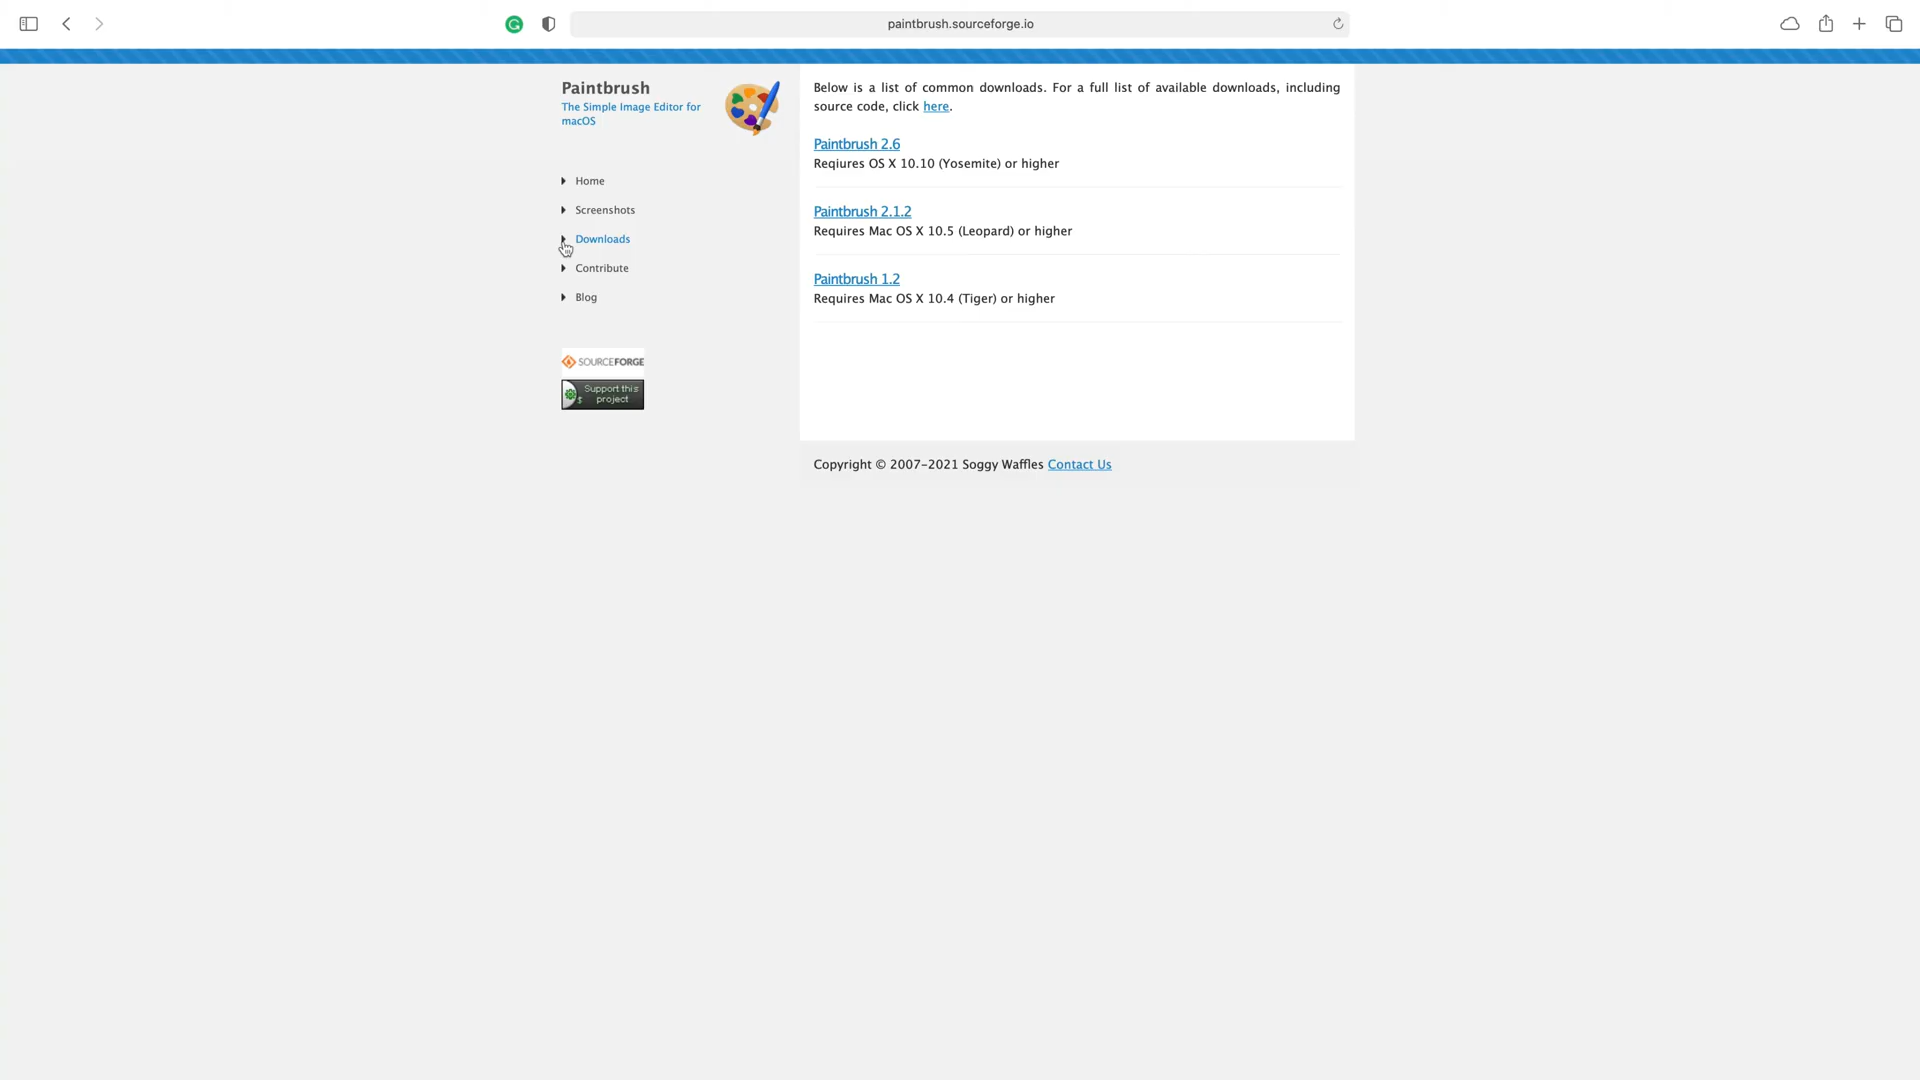 paintbrush.sourceforge.io
Paintbrush
The Simple Image Editor for
macOS
Home
Screenshots
Downloads
Contribute
Blog
SOURCEFORGE
$ Support this
project
Below is a list of common downloads. For a full list of available downloads, including
source code, click here.
Paintbrush 2.6
Reqiures OS X 10.10 (Yosemite) or higher
Paintbrush 2.1.2
Requires Mac OS X 10.5 (Leopard) or higher
Paintbrush 1.2
Requires Mac OS X 10.4 (Tiger) or higher
Copyright © 2007-2021 Soggy Waffles Contact Us